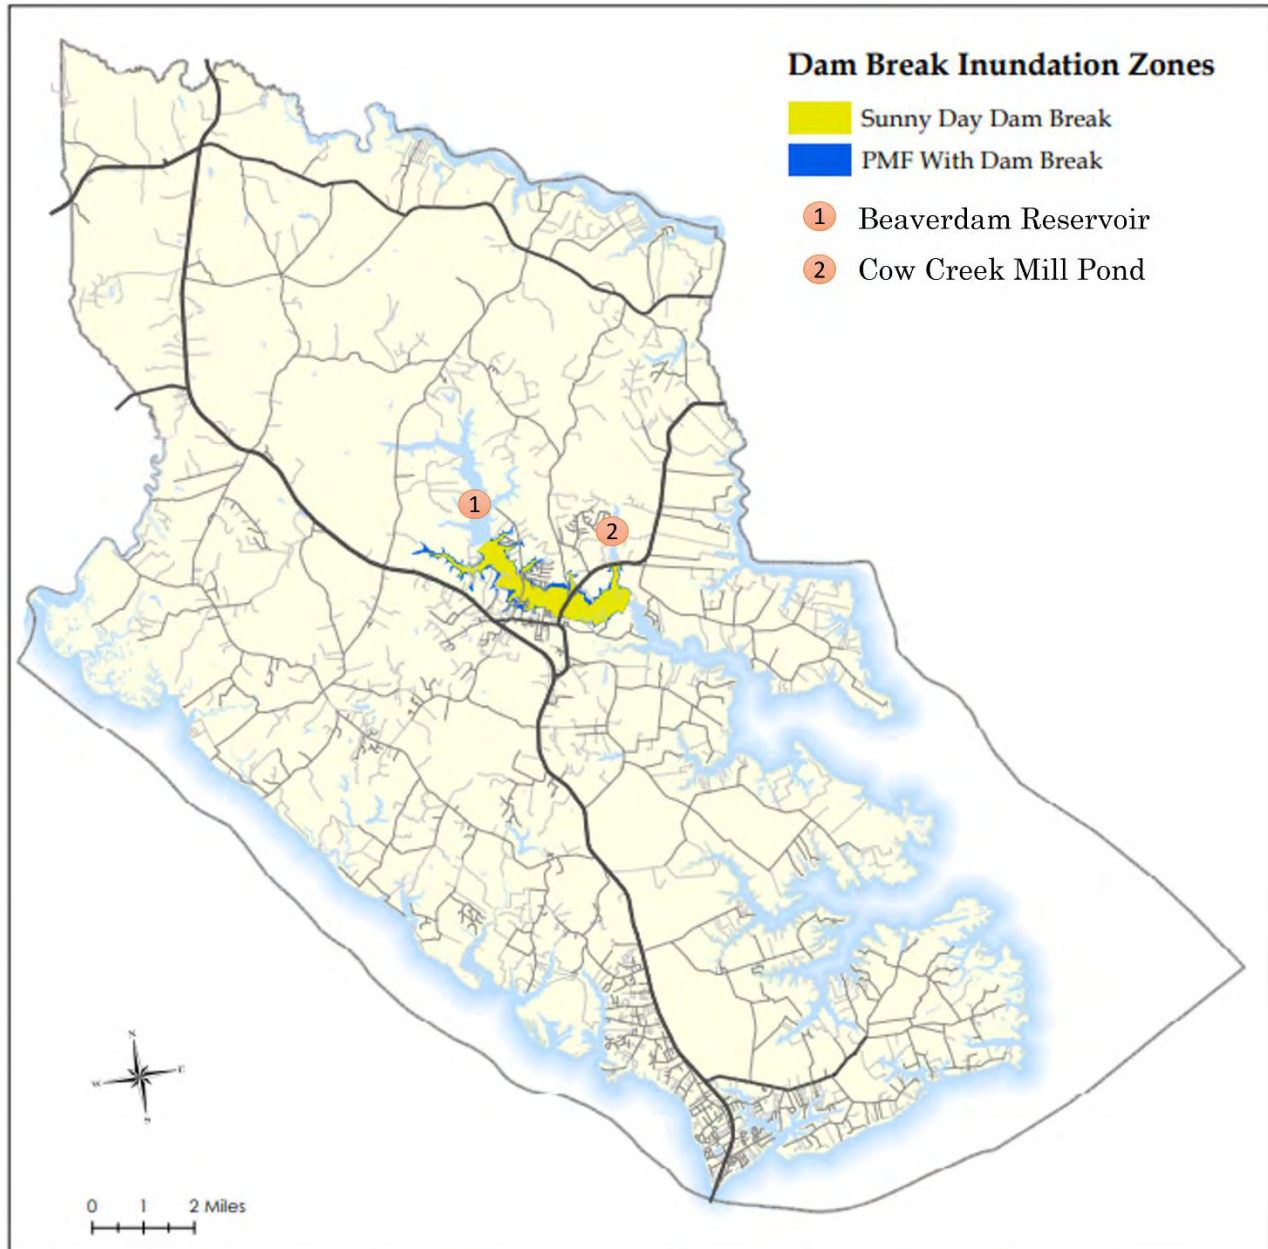 Dam Break Inundation Zones
Sunny Day Dam Break
PMF With Dam Break
1 Beaverdam Reservoir
2 Cow Creek Mill Pond
1
2
N
W E
S
0 1 2 Miles